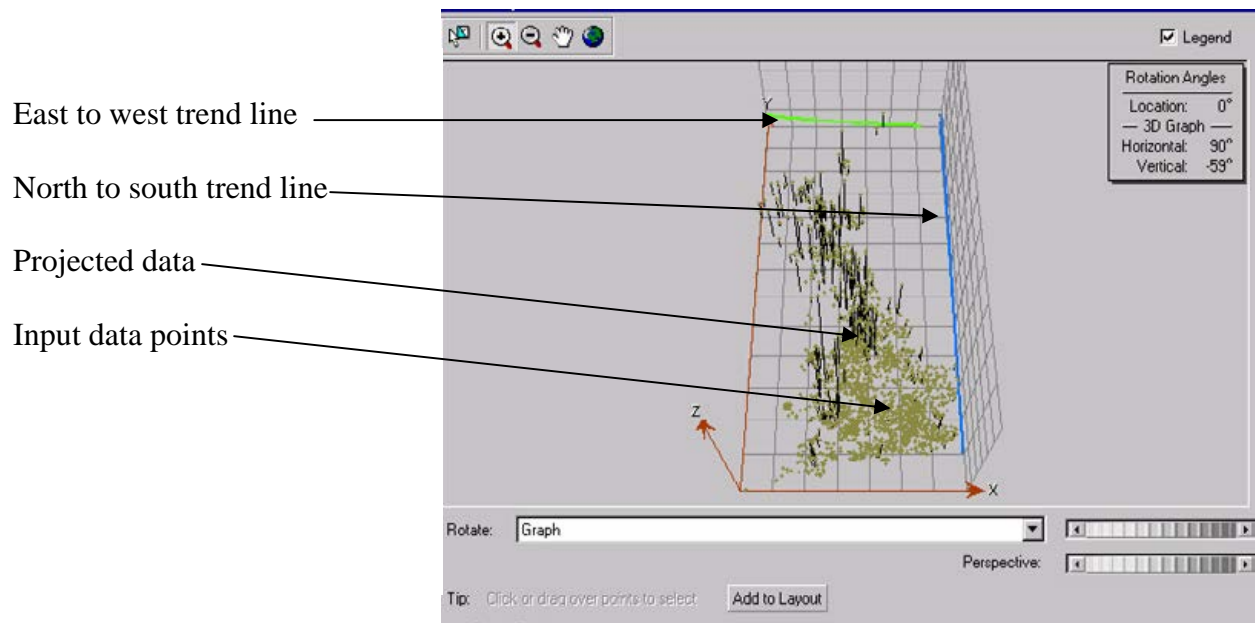 Legend
Rotation Angles
Location: 0°
— 3D Graph —
Horizontal: 90°
Vertical: -59°
East to west trend line
North to south trend line
Projected data
Input data points
Y
Z
X
Rotate: Graph
Perspective:
Tip: Click or drag over points to select Add to Layout